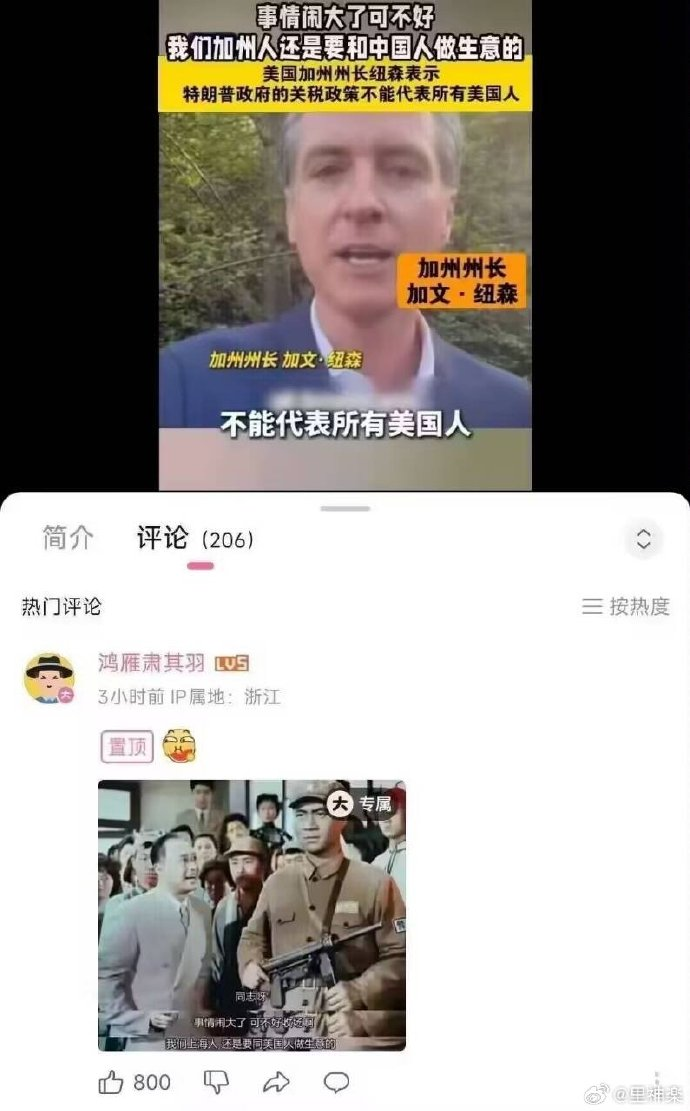 事情闹大了可不好
我们加州人还是要和中国人做生意的
美国加州州长纽森表示
特朗普政府的关税政策不能代表所有美国人
加州州长
加文·纽森
加州州长 加文·纽森
不能代表所有美国人
简介
评论 (206)
热门评论
按热度
鸿雁肃其羽 LV5
3小时前 IP属地：浙江
置顶
大 专属
同志呀
事情闹大了 可不好收场啊
我们上海人 还是要同美国人做生意的
800
@里神楽